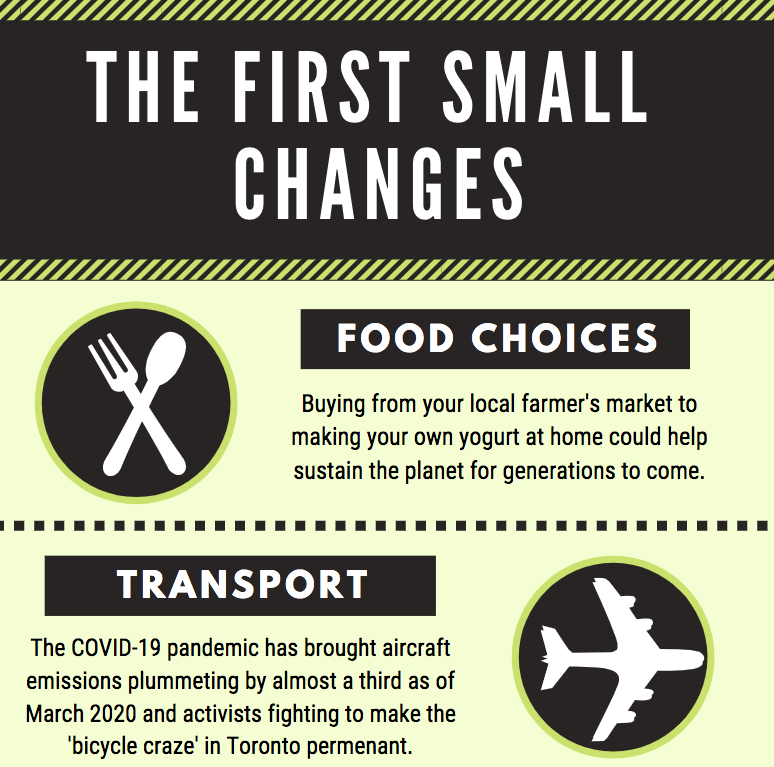 THE FIRST SMALL
CHANGES
FOOD CHOICES
Buying from your local farmer's market to
making your own yogurt at home could help
sustain the planet for generations to come.
TRANSPORT
The COVID-19 pandemic has brought aircraft
emissions plummeting by almost a third as of
March 2020 and activists fighting to make the
'bicycle craze' in Toronto permenant.